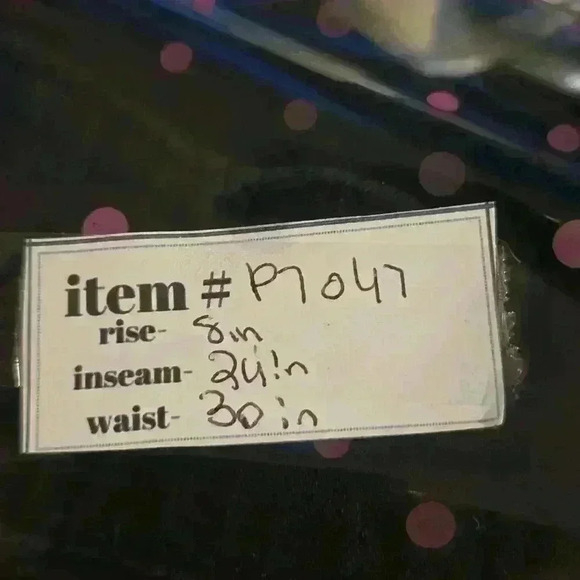 item # P7047
rise- 8in
inseam- 24in
waist- 30in